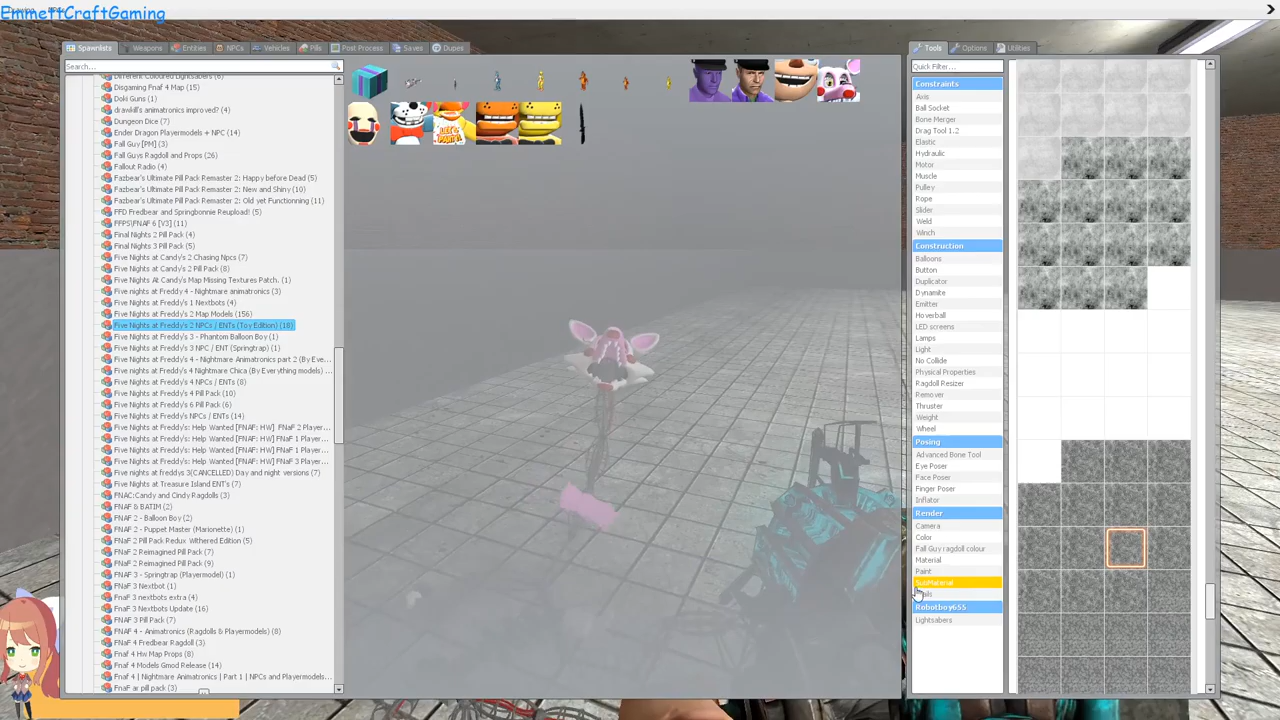 EmmettCraftGaming
Spawnlists
Weapons
Entities
NPCs
Vehicles
Pills
Post Process
Saves
Dupes
Search...
Different Coloured Lightsabers (6)
Disgaming Fnaf 4 Map (15)
Doki Guns (1)
drawkill's animatronics improved? (4)
Dungeon Dice (7)
Ender Dragon Playermodels + NPC (14)
Fall Guy [PM] (3)
Fall Guys Ragdoll and Props (26)
Fallout Radio (4)
Fazbear's Ultimate Pill Pack Remaster 2: Happy before Dead (5)
Fazbear's Ultimate Pill Pack Remaster 2: New and Shiny (10)
Fazbear's Ultimate Pill Pack Remaster 2: Old yet Functionning (11)
FFD Fredbear and Springbonnie Reupload! (5)
FFPS\FNAF 6 [V3] (11)
Final Nights 2 Pill Pack (4)
Final Nights 3 Pill Pack (5)
Five Nights at Candy's 2 Chasing Npcs (7)
Five Nights at Candy's 2 Pill Pack (8)
Five Nights At Candy's Map Missing Textures Patch. (1)
Five Nights at Freddy 4 - Nightmare animatronics (3)
Five Nights at Freddy's 1 Nextbots (4)
Five Nights at Freddy's 2 Map Models (156)
Five Nights at Freddy's 2 NPCs / ENTs (Toy Edition) (18)
Five Nights at Freddy's 3 - Phantom Balloon Boy (1)
Five Nights at Freddy's 3 NPC / ENT (Springtrap) (1)
Five Nights at Freddy's 4 - Nightmare Animatronics part 2 (By Eve...
Five Nights at Freddy's 4 Nightmare Chica (By Everything models) ...
Five Nights at Freddy's 4 NPCs / ENTs (8)
Five Nights at Freddy's 4 Pill Pack (10)
Five Nights at Freddy's 6 Pill Pack (6)
Five Nights at Freddy's NPCs / ENTs (14)
Five Nights at Freddy's: Help Wanted [FNAF: HW] FNaF 2 Player...
Five Nights at Freddy's: Help Wanted [FNAF: HW] FNaF 1 Player...
Five Nights at Freddy's: Help Wanted [FNAF: HW] FNaF 3 Player...
Five night at freddys 3(CANCELLED) Day and night versions (7)
Five Nights at Treasure Island ENT's (7)
FNAC:Candy and Cindy Ragdolls (3)
FNAF & BATIM (2)
FNAF 2 - Balloon Boy (2)
FNAF 2 - Puppet Master (Marionette) (1)
FNAF 2 Pill Pack Redux Withered Edition (5)
FNaF 2 Reimagined Pill Pack (7)
FNaF 2 Reimagined Pill Pack (9)
FNAF 3 - Springtrap (Playermodel) (1)
FNAF 3 Nextbot (1)
FnaF 3 nextbots extra (4)
FNaF 3 Nextbots Update (16)
FNAF 3 Pill Pack (7)
FNAF 4 - Animatronics (Ragdolls & Playermodels) (8)
FNAF 4 Fredbear Ragdoll (3)
Fnaf 4 Hw Map Props (8)
Fnaf 4 Models Gmod Release (14)
Fnaf 4 | Nightmare Animatronics | Part 1 | NPCs and Playermodels...
FnaF ar pill pack (3)
LET'S
Tools
Options
Utilities
Quick Filter...
Constraints
Axis
Ball Socket
Bone Merger
Drag Tool 1.2
Elastic
Hydraulic
Motor
Muscle
Pulley
Rope
Slider
Weld
Winch
Construction
Balloons
Button
Duplicator
Dynamite
Emitter
Hoverball
LED screens
Lamps
Light
No Collide
Physical Properties
Ragdoll Resizer
Remover
Thruster
Weight
Wheel
Posing
Advanced Bone Tool
Eye Poser
Face Poser
Finger Poser
Inflator
Render
Camera
Color
Fall Guy ragdoll colour
Material
Paint
SubMaterial
Robotboy655
Lightsabers